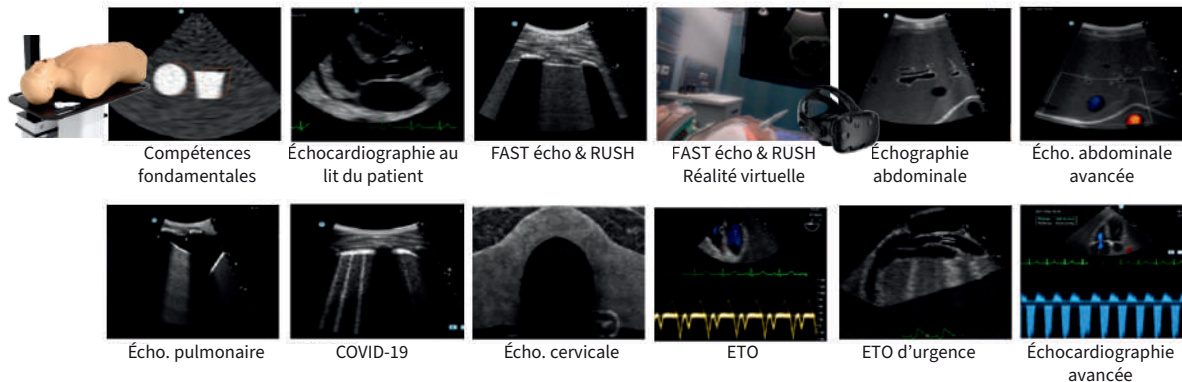 Compétences
fondamentales
Échocardiographie au
lit du patient
FAST écho & RUSH
FAST écho & RUSH
Réalité virtuelle
Échographie
abdominale
Écho. abdominale
avancée
Écho. pulmonaire
COVID-19
Écho. cervicale
ETO
ETO d’urgence
Échocardiographie
avancée